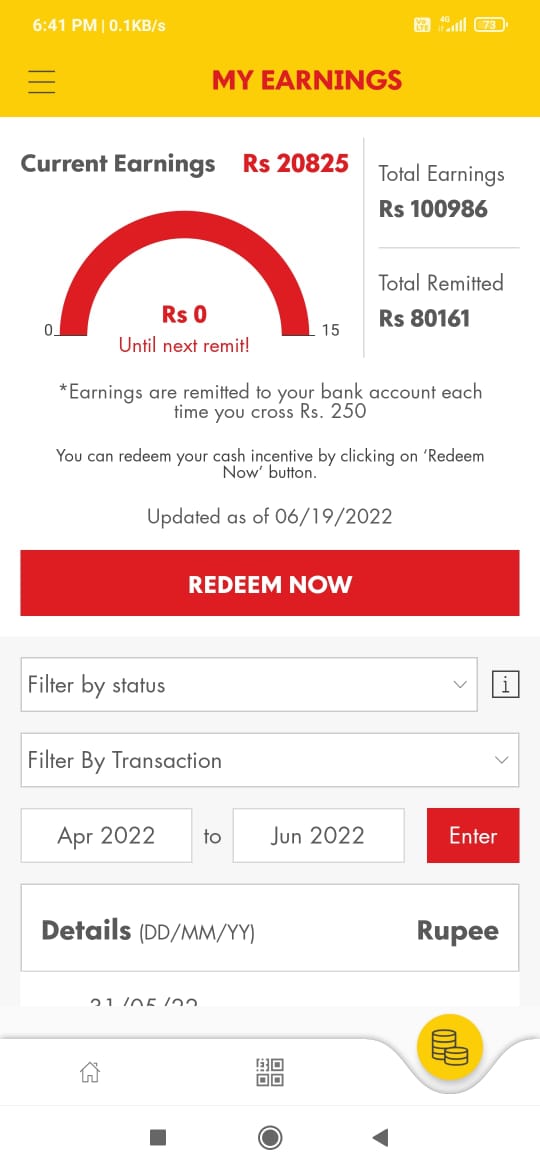 6:41 PM | 0.1KB/s
4G
73
MY EARNINGS
Current Earnings Rs 20825
Total Earnings
Rs 100986
Total Remitted
Rs 80161
Rs 0
0
15
Until next remit!
*Earnings are remitted to your bank account each
time you cross Rs. 250
You can redeem your cash incentive by clicking on ‘Redeem
Now’ button.
Updated as of 06/19/2022
REDEEM NOW
Filter by status
i
Filter By Transaction
Apr 2022 to Jun 2022 Enter
Details (DD/MM/YY) Rupee
31/05/22